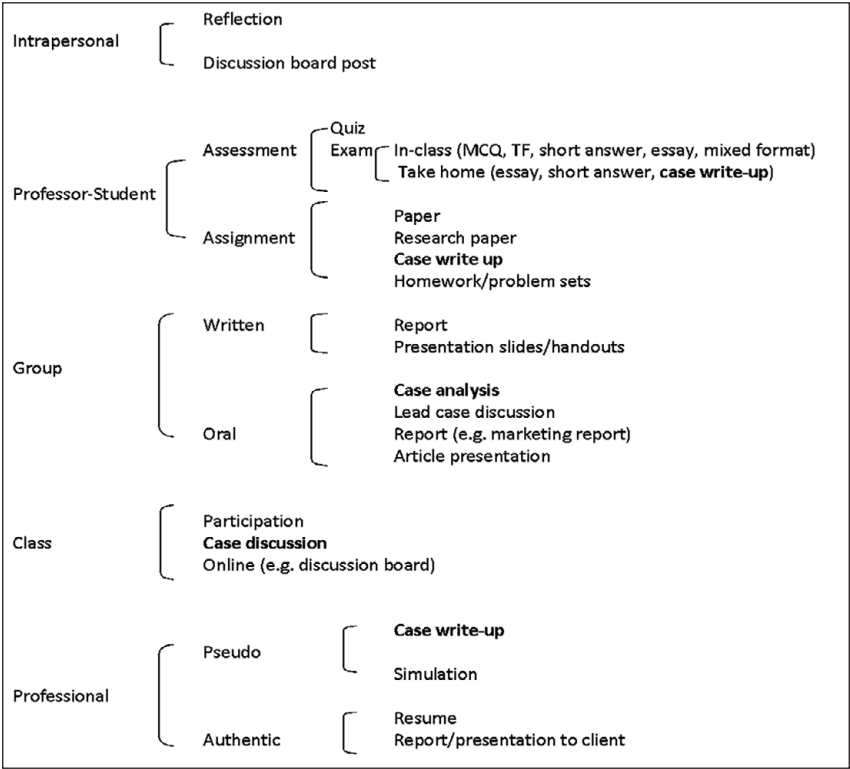 Reflection
Intrapersonal
Discussion board post
Quiz
Assessment
Exam
In-class (MCQ, TF, short answer, essay, mixed format)
Take home (essay, short answer, case write-up)
Professor-Student
Paper
Assignment
Research paper
Case write up
Homework/problem sets
Written
Report
Presentation slides/handouts
Group
Case analysis
Lead case discussion
Oral
Report (e.g. marketing report)
Article presentation
Participation
Class
Case discussion
Online (e.g. discussion board)
Case write-up
Pseudo
Simulation
Professional
Resume
Authentic
Report/presentation to client